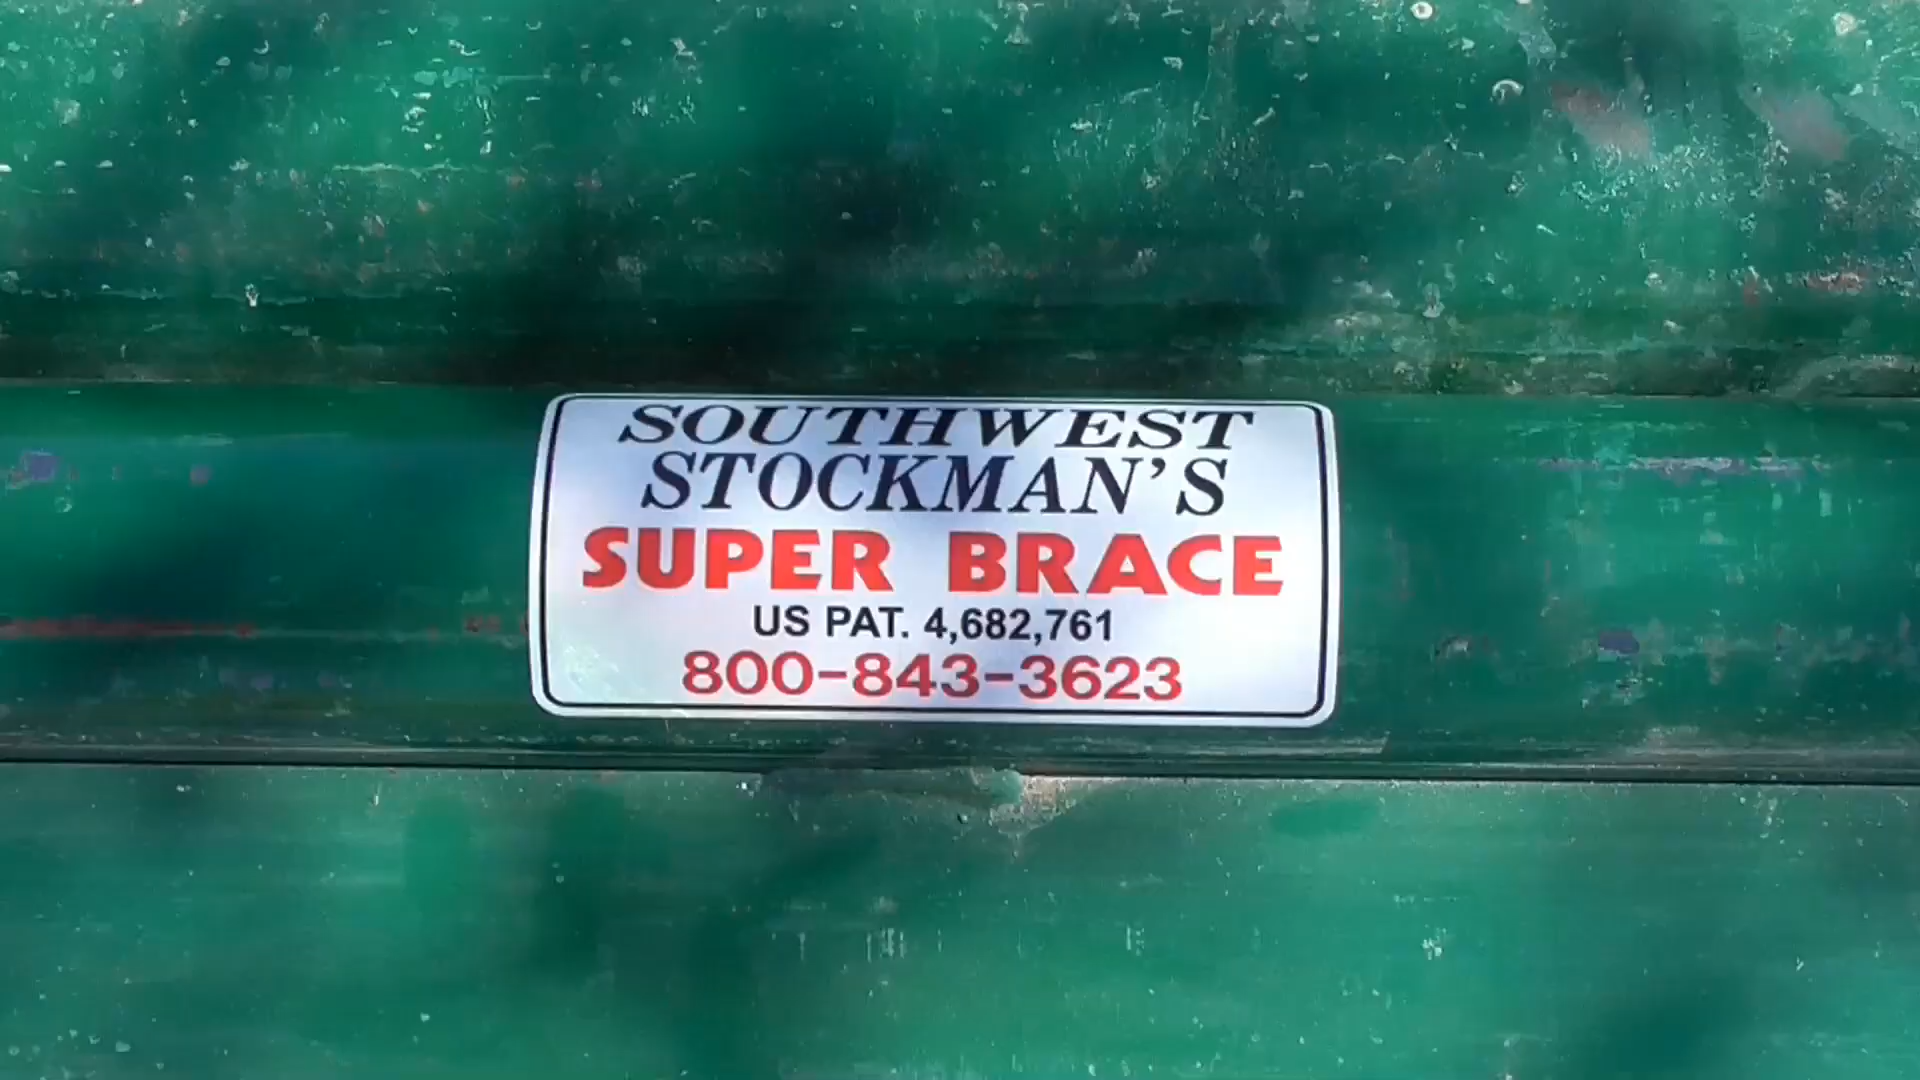 SOUTHWEST
STOCKMAN'S
SUPER BRACE
US PAT. 4,682,761
800-843-3623